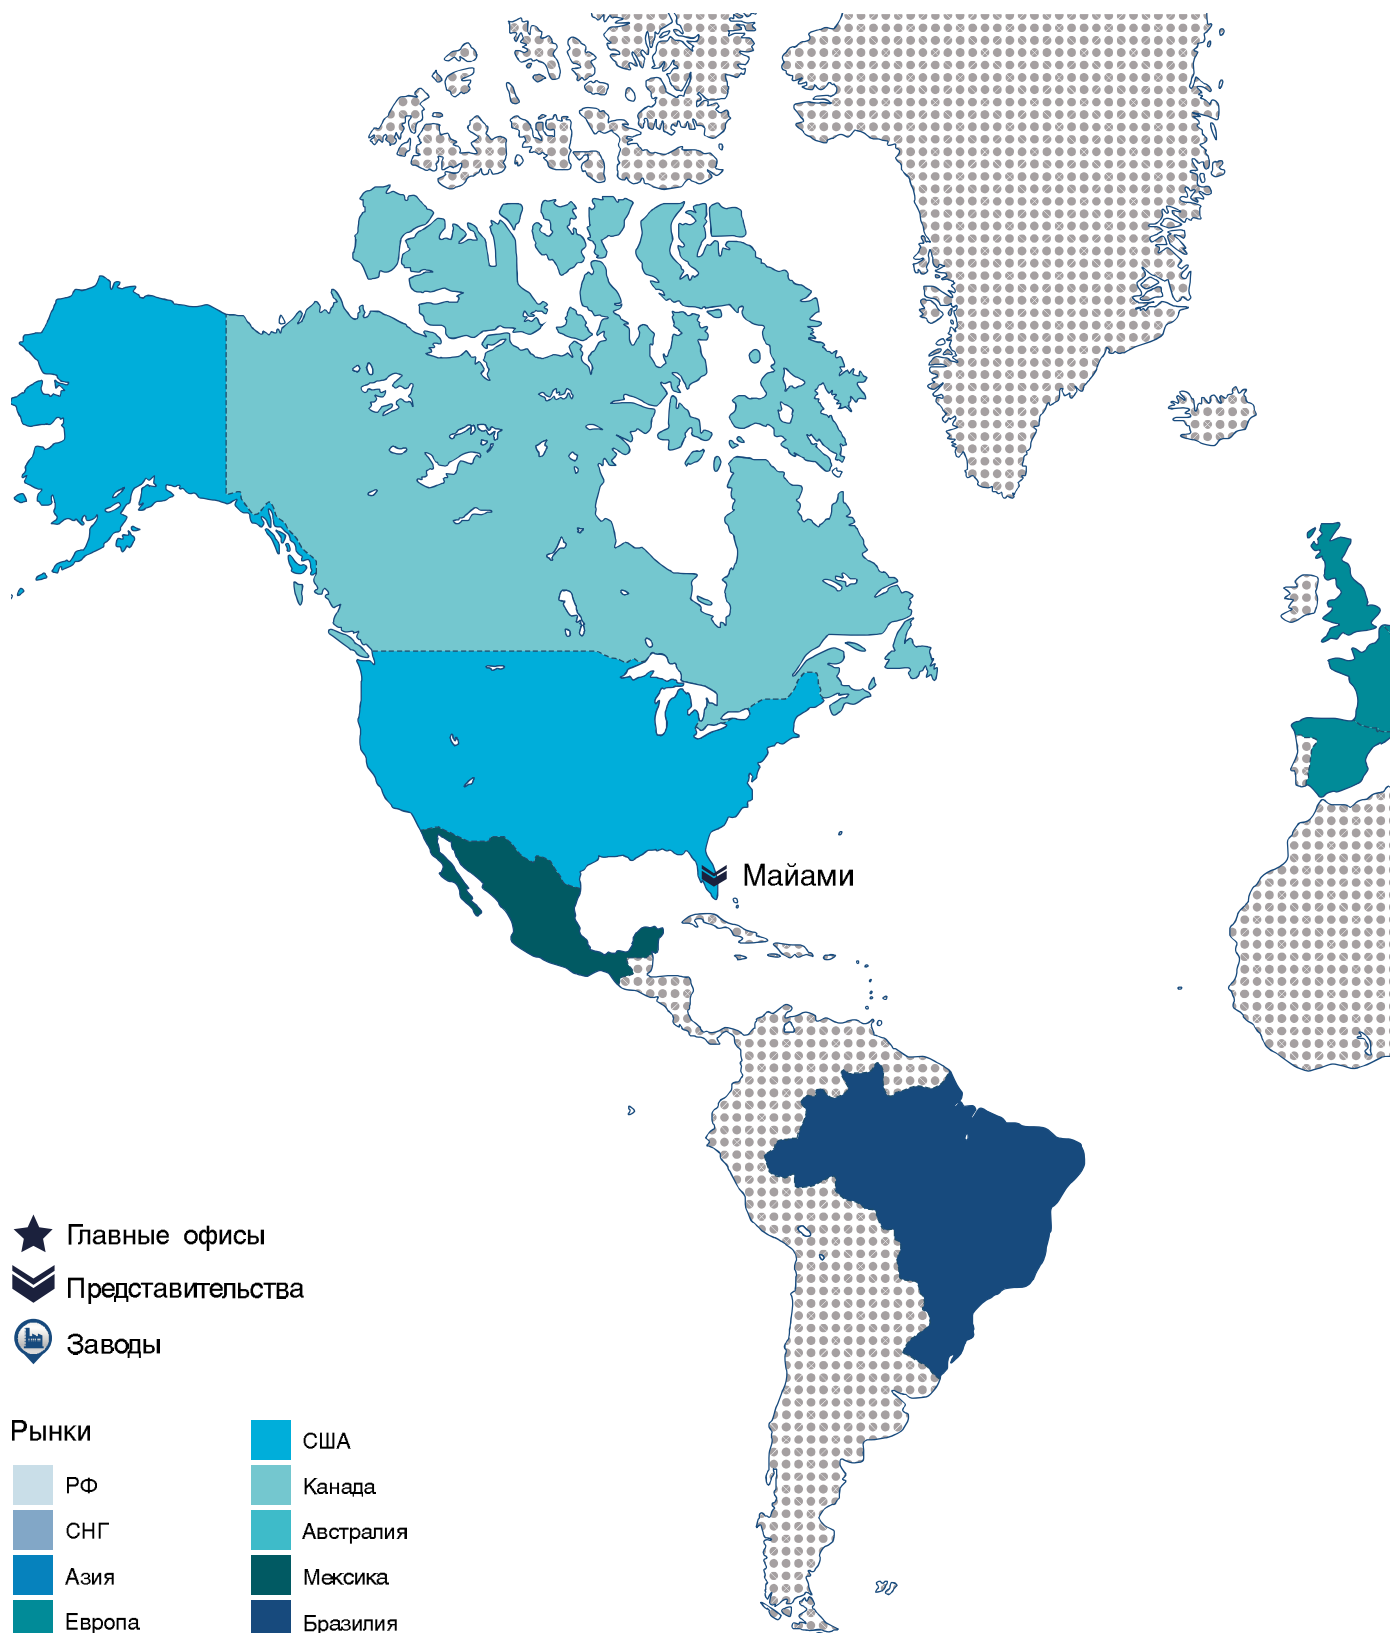 Майами
Главные офисы
Представительства
Заводы
Рынки
РФ
СНГ
Азия
Европа
США
Канада
Австралия
Мексика
Бразилия